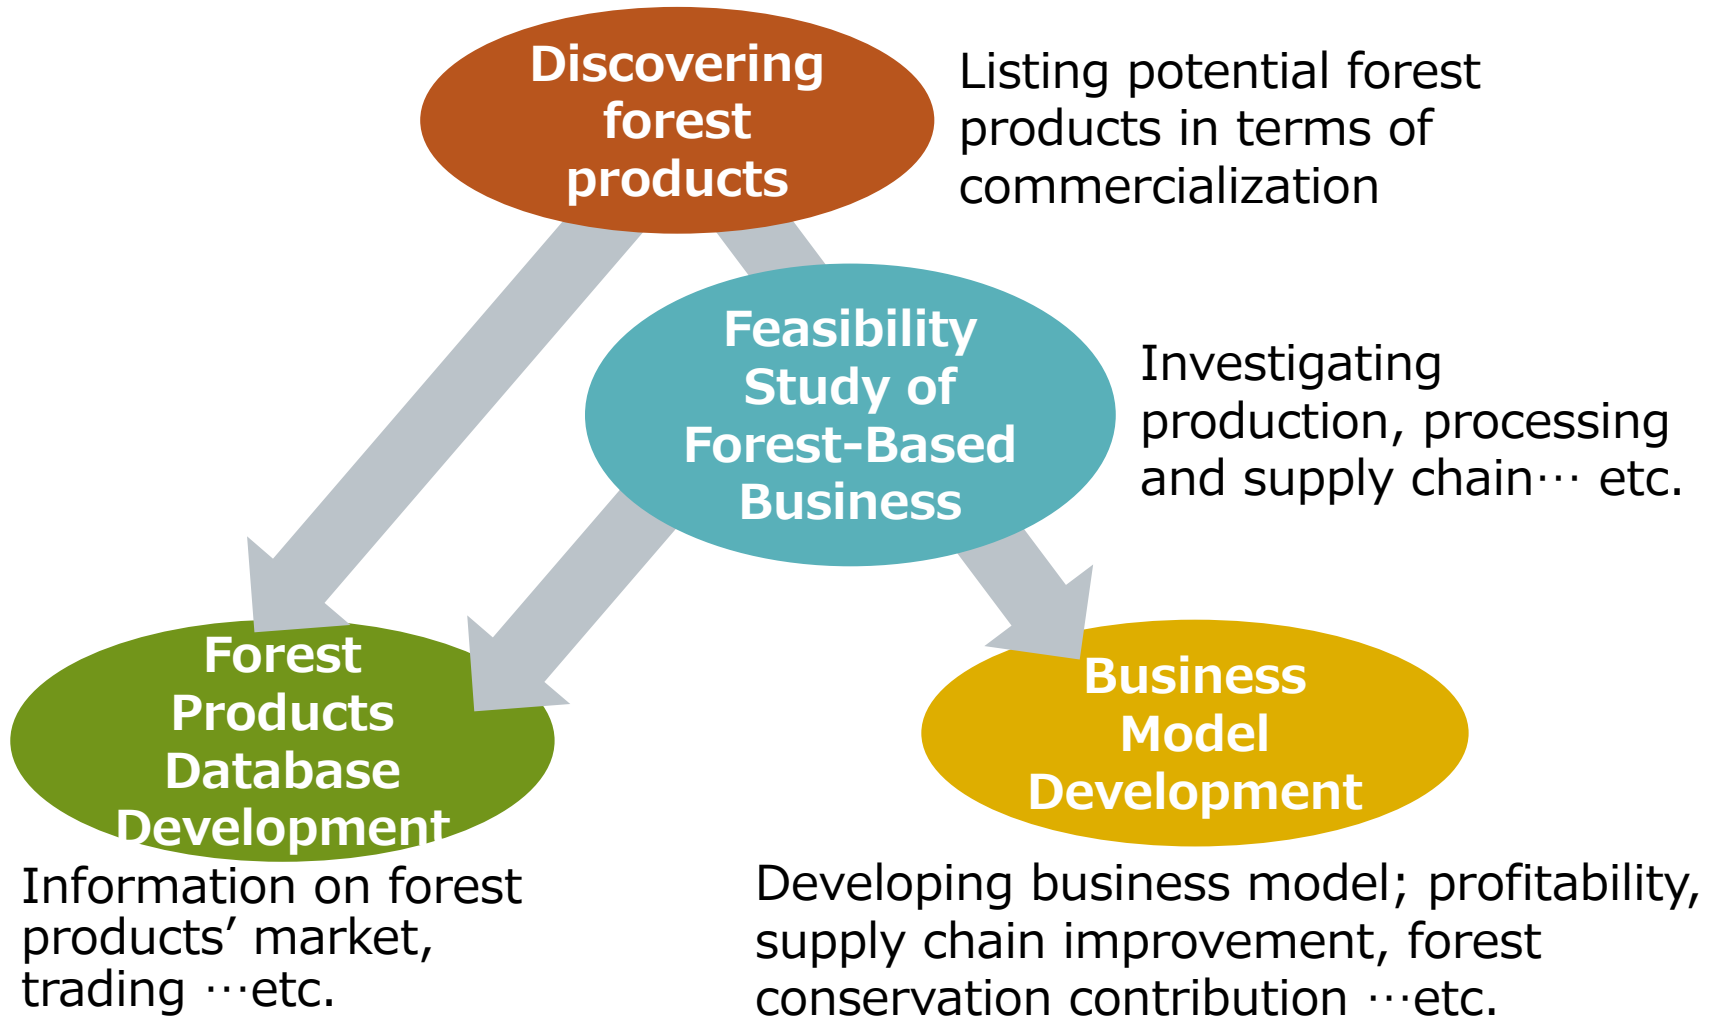 Discovering
forest
products
Listing potential forest
products in terms of
commercialization
Feasibility
Study of
Forest-Based
Business
Investigating
production, processing
and supply chain⋯ etc.
Forest
Products
Database
Development
Information on forest
products’ market,
trading ⋯etc.
Business
Model
Development
Developing business model; profitability,
supply chain improvement, forest
conservation contribution ⋯etc.